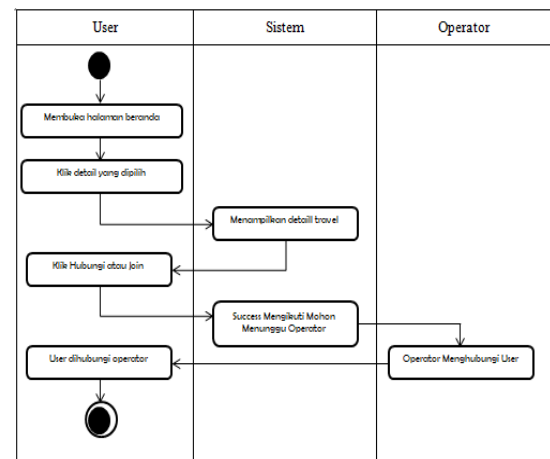 User
Sistem
Operator
Membuka halaman beranda
Klik detail yang dipilih
Menampilkan detaill travel
Klik Hubungi atau Join
Success Mengikuti Mohon
Menunggu Operator
User dihubungi operator
Operator Menghubungi User